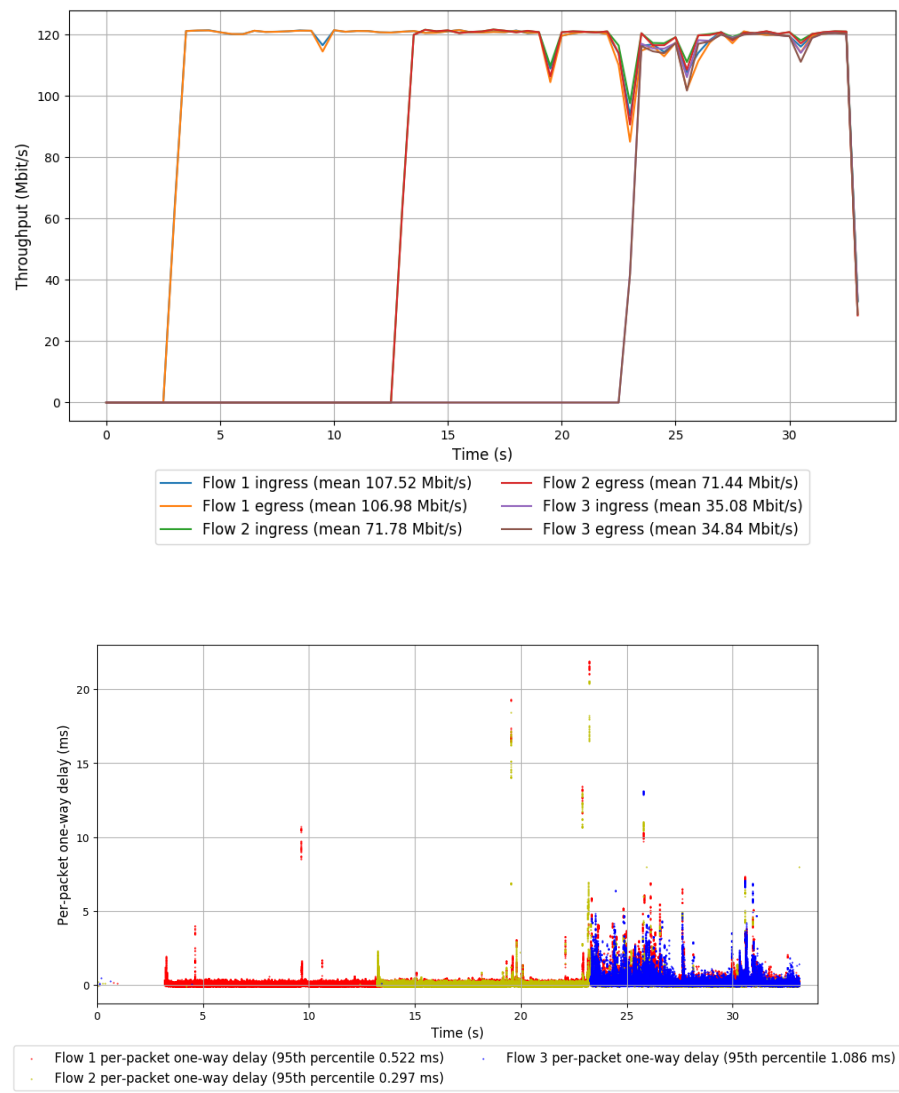 120
100
80
60
40
20
0
Throughput (Mbit/s)
0 5 10 15 20 25 30
Time (s)
Flow 1 ingress (mean 107.52 Mbit/s) Flow 2 egress (mean 71.44 Mbit/s)
Flow 1 egress (mean 106.98 Mbit/s) Flow 3 ingress (mean 35.08 Mbit/s)
Flow 2 ingress (mean 71.78 Mbit/s) Flow 3 egress (mean 34.84 Mbit/s)
20
15
10
5
0
Per-packet one-way delay (ms)
0 5 10 15 20 25 30
Time (s)
Flow 1 per-packet one-way delay (95th percentile 0.522 ms) Flow 3 per-packet one-way delay (95th percentile 1.086 ms)
Flow 2 per-packet one-way delay (95th percentile 0.297 ms)